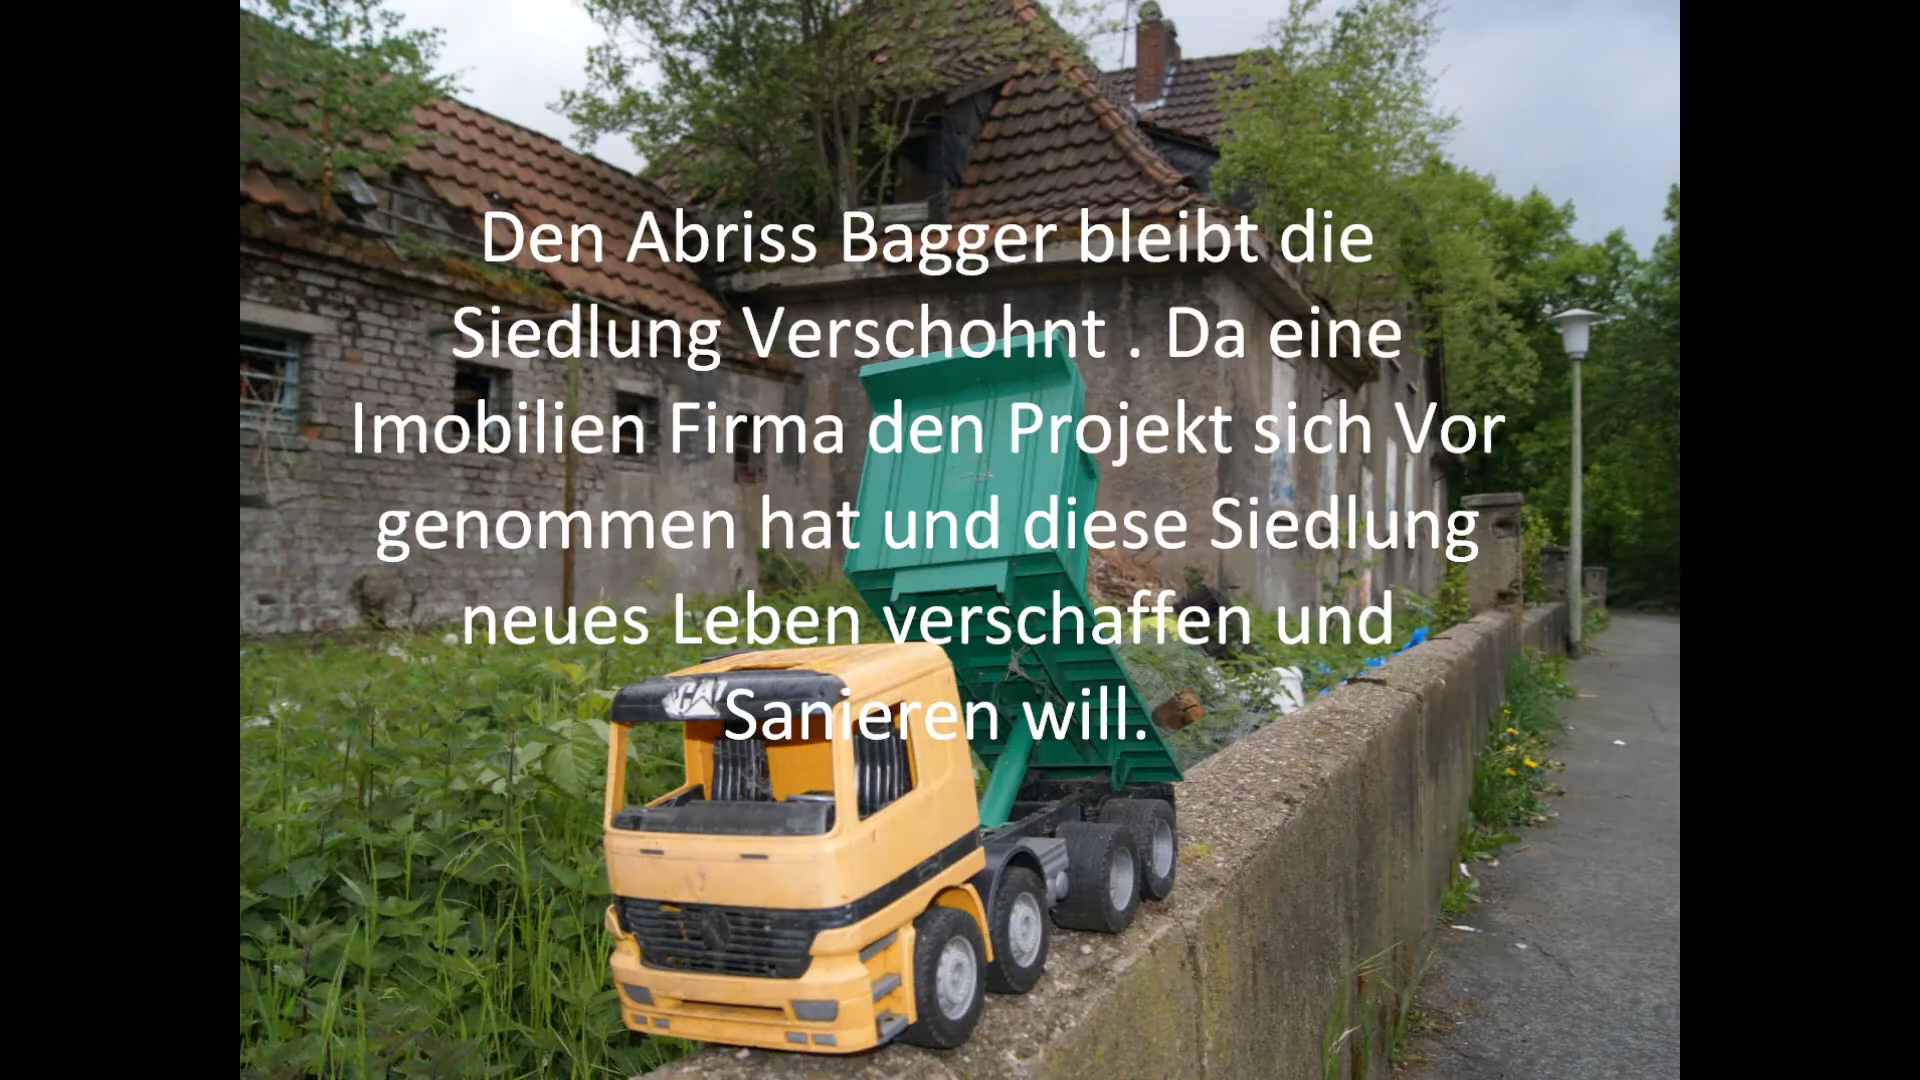 Den Abriss Bagger bleibt die
Siedlung Verschohnt . Da eine
Imobilien Firma den Projekt sich Vor
genommen hat und diese Siedlung
neues Leben verschaffen und
Sanieren will.
CAT